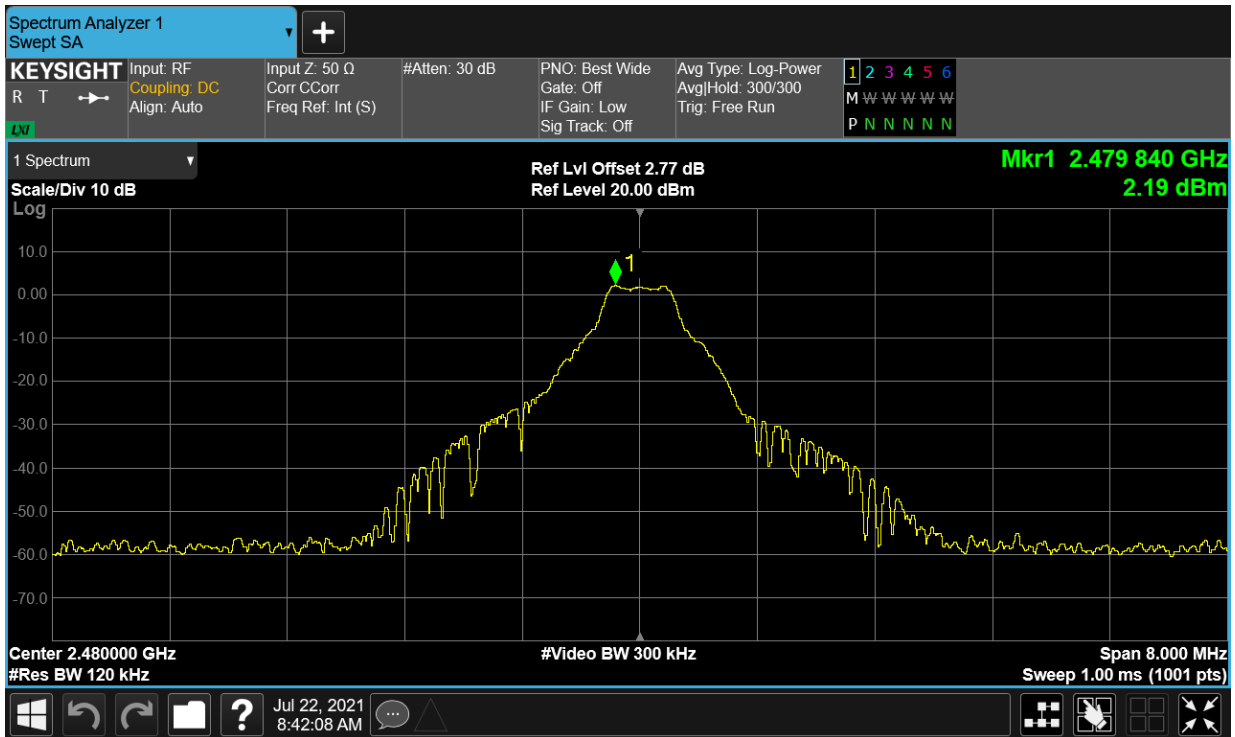 Spectrum Analyzer 1
Swept SA
KEYSIGHT
R T
LXI
Input: RF
Coupling: DC
Align: Auto
Input Z: 50 Ω
Corr CCorr
Freq Ref: Int (S)
#Atten: 30 dB
PNO: Best Wide
Gate: Off
IF Gain: Low
Sig Track: Off
Avg Type: Log-Power
Avg|Hold: 300/300
Trig: Free Run
1 2 3 4 5 6
M W W W W W
P N N N N N
1 Spectrum
Scale/Div 10 dB
Log
Ref Lvl Offset 2.77 dB
Ref Level 20.00 dBm
Mkr1 2.479 840 GHz
2.19 dBm
1
10.0
0.00
-10.0
-20.0
-30.0
-40.0
-50.0
-60.0
-70.0
Center 2.480000 GHz
#Video BW 300 kHz
Span 8.000 MHz
#Res BW 120 kHz
Sweep 1.00 ms (1001 pts)
?
Jul 22, 2021
8:42:08 AM